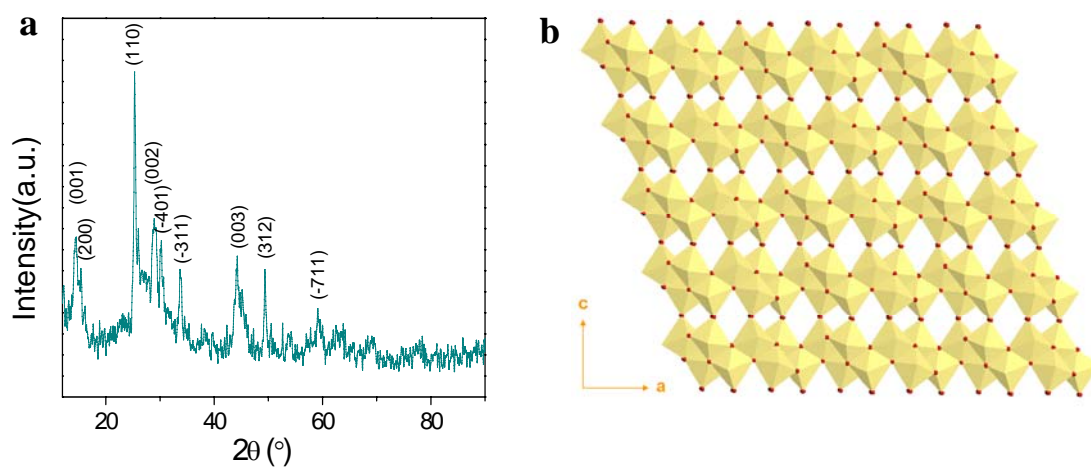 a
Intensity(a.u.)
(001)
(200)
(110)
(002)
(-401)
(-311)
(003)
(312)
(-711)
20 40 60 80
2θ (°)
b
c
a